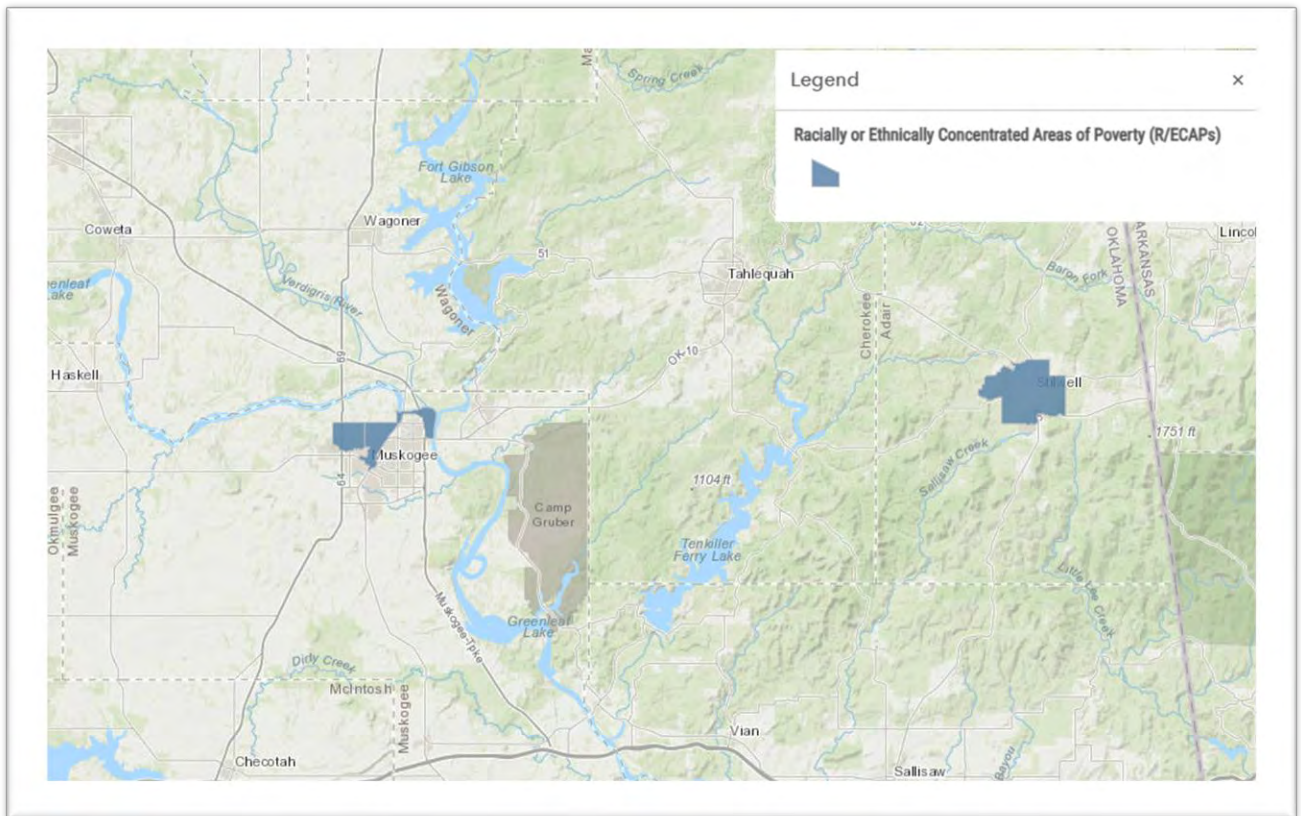 Legend
×
Racially or Ethnically Concentrated Areas of Poverty (R/ECAPs)
Spring Creek
Fort Gibson
Lake
Wagoner
Coweta
51
Lincol
OKLAHOMA
ARKANSAS
Baron Fork
Tahlequah
Verdigris River
Wagoner
Cherokee
Adair
69
OK-10
Haskell
Muskogee
1751 ft
64
Sallisaw Creek
1104 ft
Camp
Gruber
Okmulgee
Muskogee
Tenkiller
Ferry Lake
Little Lee Creek
Muskogee-Tpke
Greenleaf
Lake
Dirty Creek
McIntosh
Muskogee
Vian
Checotah
Sallisaw
Bayou